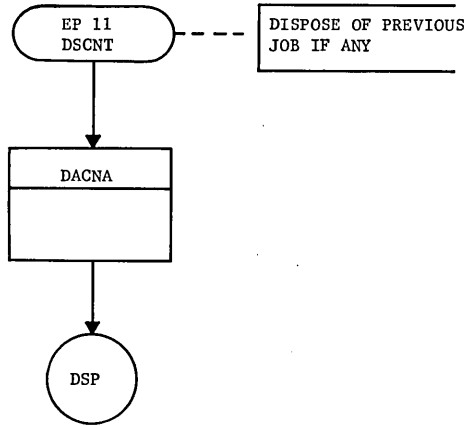 EP 11
DSCNT
DISPOSE OF PREVIOUS
JOB IF ANY
DACNA
DSP